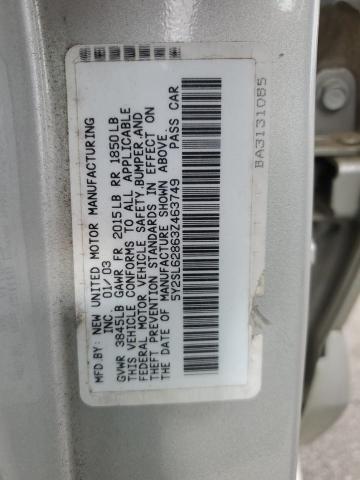 MFD.BY: NEW UNITED MOTOR MANUFACTURING
INC. 01/03
GVWR 3845LB GAWR FR 2015LB RR 1850LB
THIS VEHICLE CONFORMS TO ALL APPLICABLE
FEDERAL MOTOR VEHICLE SAFETY,BUMPER,AND
THEFT PREVENTION STANDARDS IN EFFECT ON
THE DATE OF MANUFACTURE SHOWN ABOVE.
5Y2SL62863Z463749 PASS CAR
BA31310B5